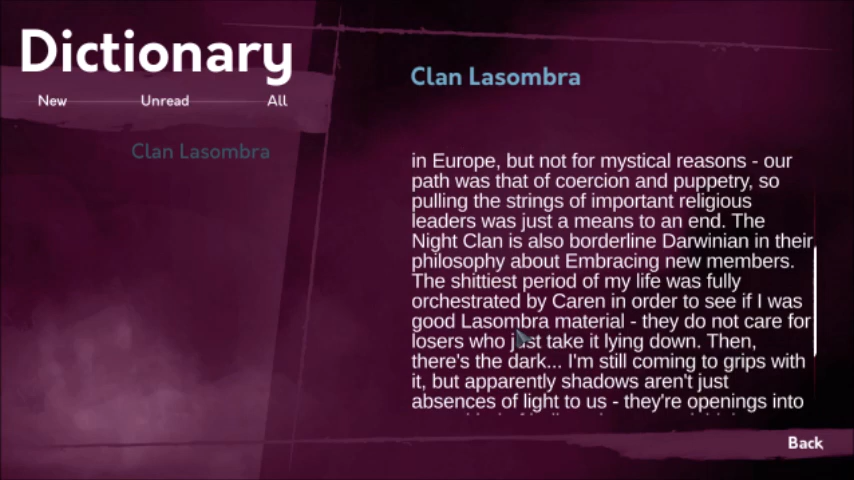 Dictionary
New
Unread
All
Clan Lasombra
Clan Lasombra
in Europe, but not for mystical reasons - our
path was that of coercion and puppetry, so
pulling the strings of important religious
leaders was just a means to an end. The
Night Clan is also borderline Darwinian in their
philosophy about Embracing new members.
The shittiest period of my life was fully
orchestrated by Caren in order to see if I was
good Lasombra material - they do not care for
losers who just take it lying down. Then,
there's the dark... I'm still coming to grips with
it, but apparently shadows aren't just
absences of light to us - they're openings into
Back